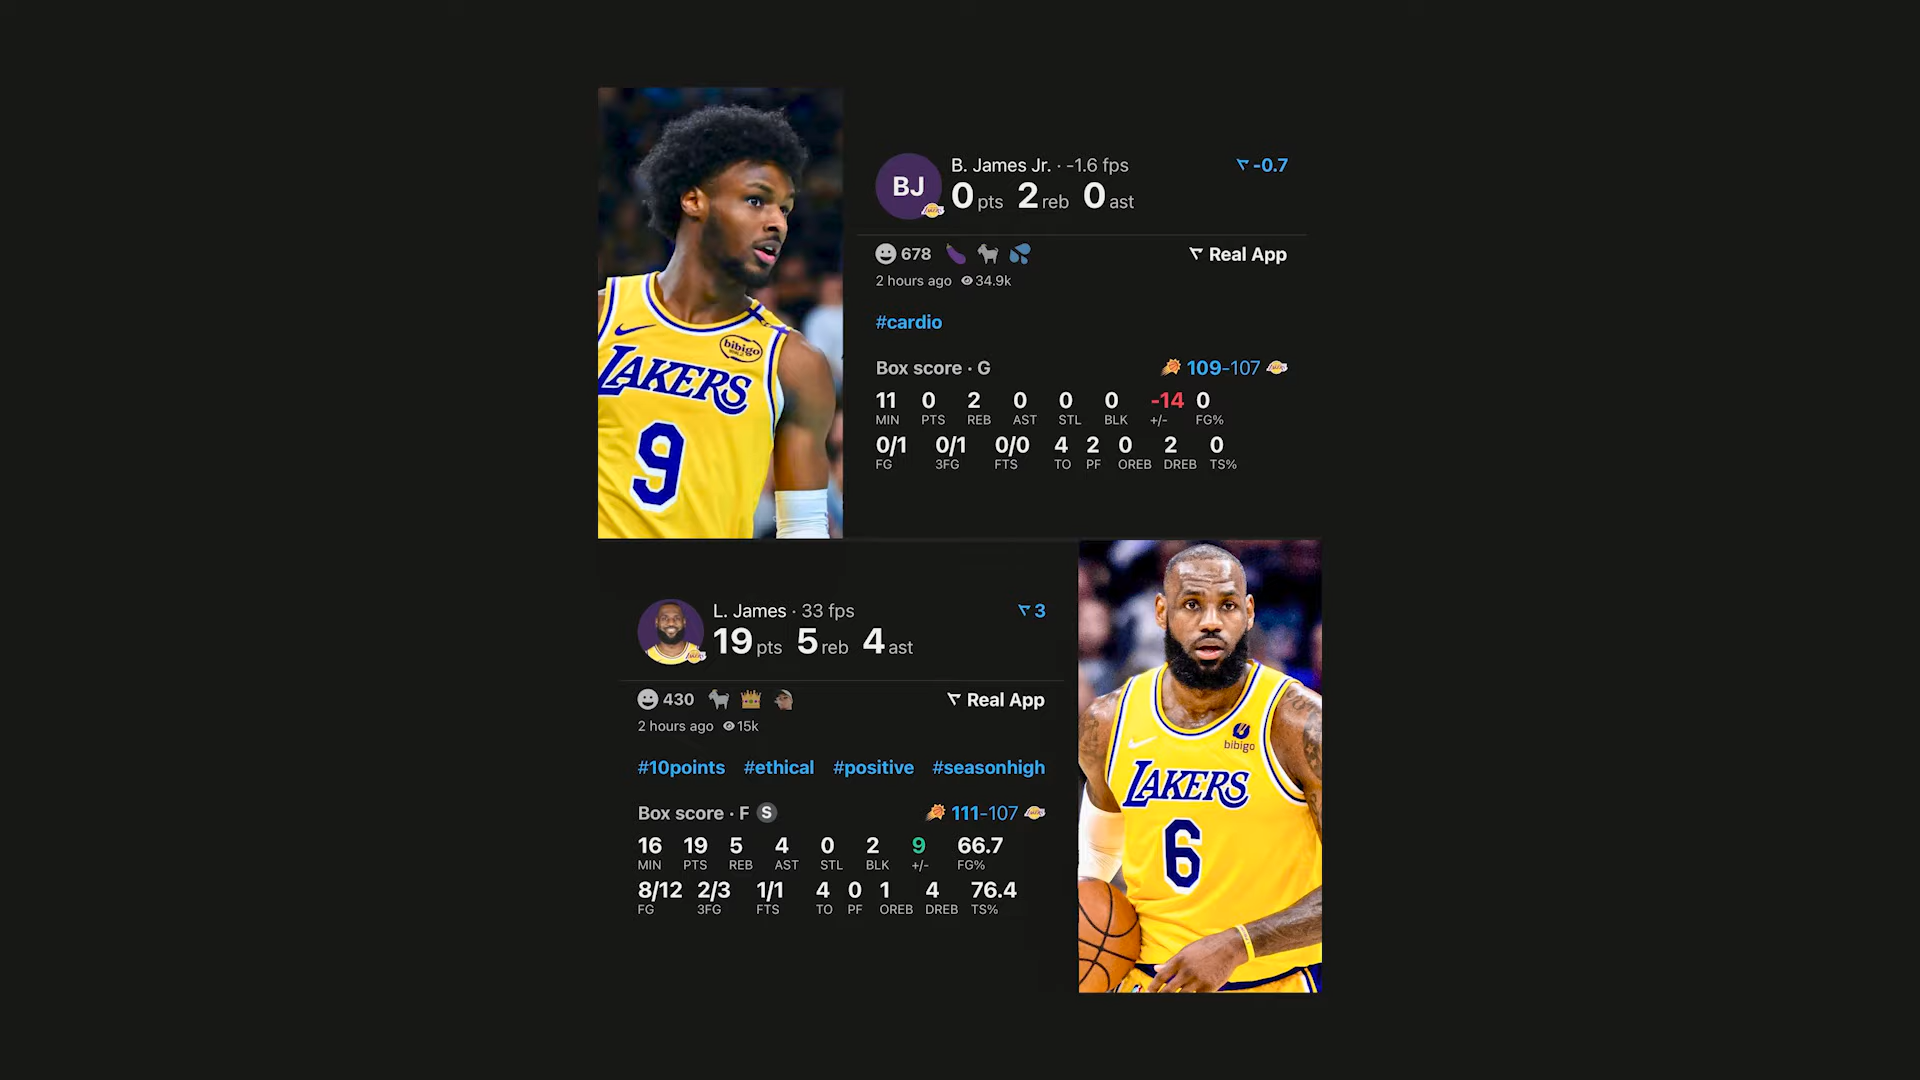 B. James Jr. · -1.6 fps
-0.7
BJ
0 pts 2 reb 0 ast
678
Real App
2 hours ago 34.9k
#cardio
Box score · G
109-107
11 0 2 0 0 0 -14 0
MIN PTS REB AST STL BLK +/- FG%
0/1 0/1 0/0 4 2 0 2 0
FG 3FG FTS TO PF OREB DREB TS%
bibigo
LAKERS
9
L. James · 33 fps
3
19 pts 5 reb 4 ast
430
Real App
2 hours ago 15k
#10points #ethical #positive #seasonhigh
Box score · F S
111-107
16 19 5 4 0 2 9 66.7
MIN PTS REB AST STL BLK +/- FG%
8/12 2/3 1/1 4 0 1 4 76.4
FG 3FG FTS TO PF OREB DREB TS%
bibigo
LAKERS
6